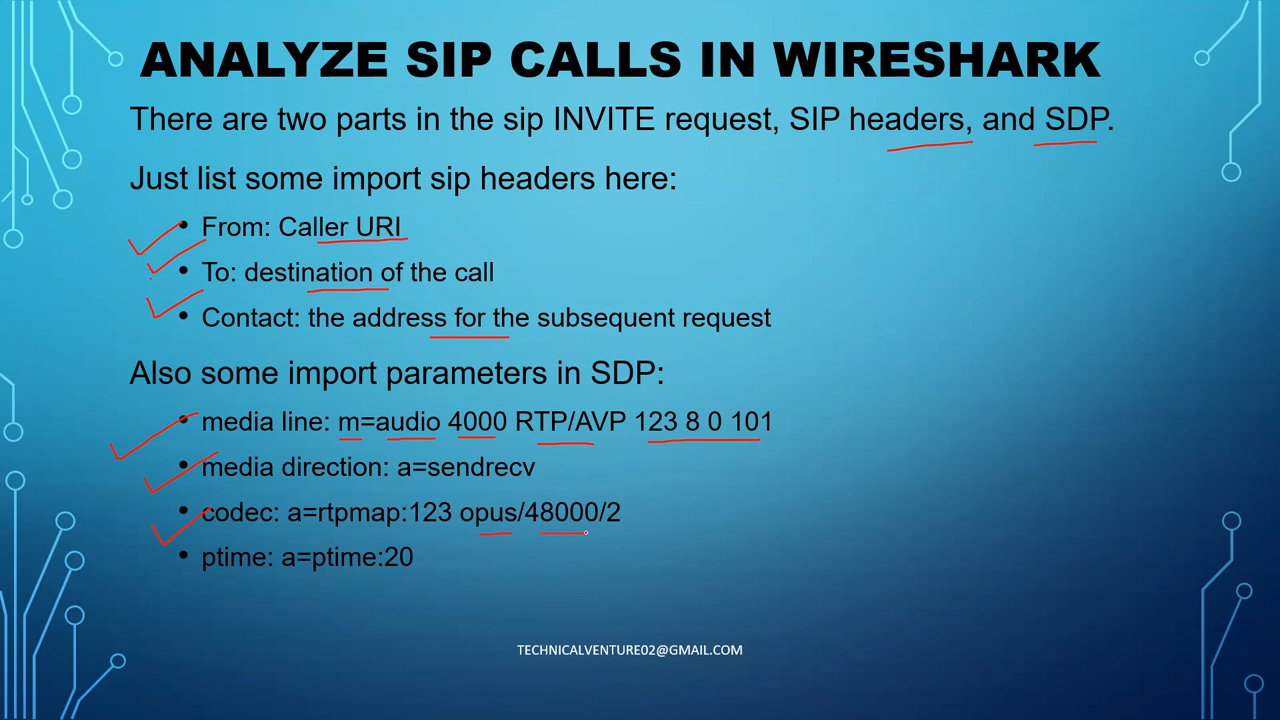 ANALYZE SIP CALLS IN WIRESHARK
There are two parts in the sip INVITE request, SIP headers, and SDP.
Just list some import sip headers here:
• From: Caller URI
• To: destination of the call
• Contact: the address for the subsequent request
Also some import parameters in SDP:
• media line: m=audio 4000 RTP/AVP 123 8 0 101
• media direction: a=sendrecv
• codec: a=rtpmap:123 opus/48000/2
• ptime: a=ptime:20
TECHNICALVENTURE02@GMAIL.COM